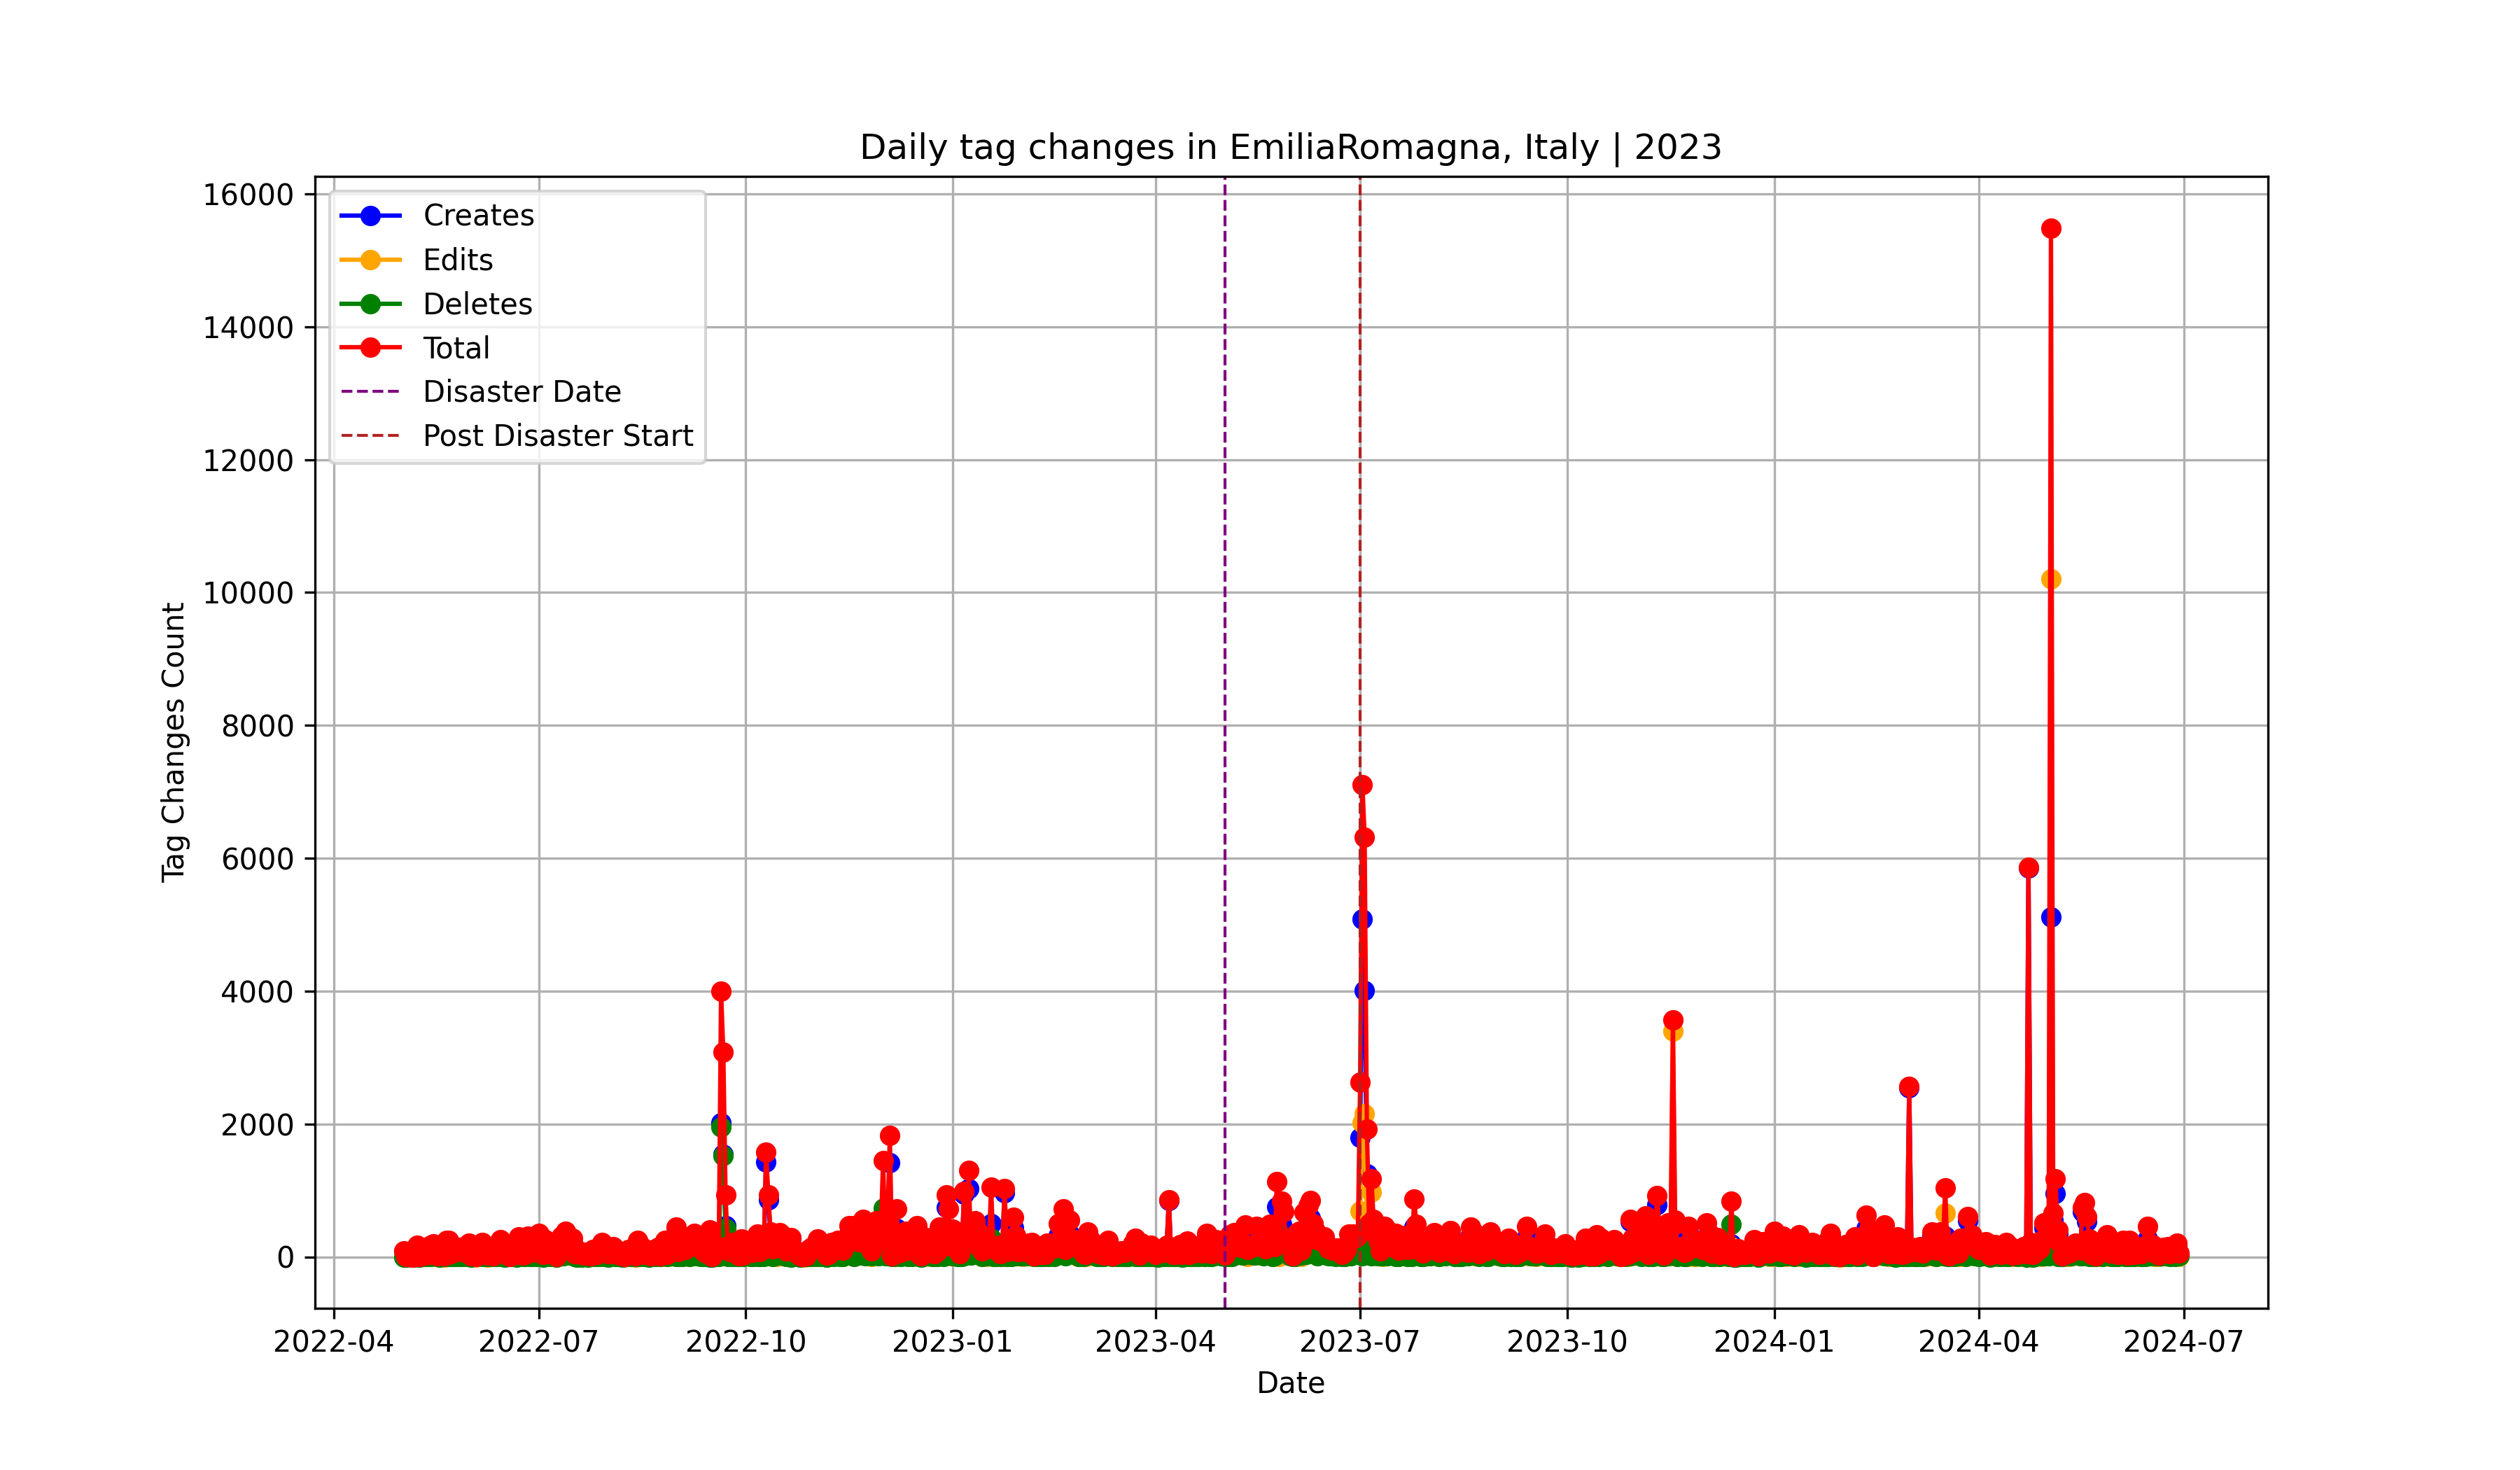 Daily tag changes in EmiliaRomagna, Italy | 2023
Tag Changes Count
16000
14000
12000
10000
8000
6000
4000
2000
0
Creates
Edits
Deletes
Total
Disaster Date
Post Disaster Start
2022-04 2022-07 2022-10 2023-01 2023-04 2023-07 2023-10 2024-01 2024-04 2024-07
Date